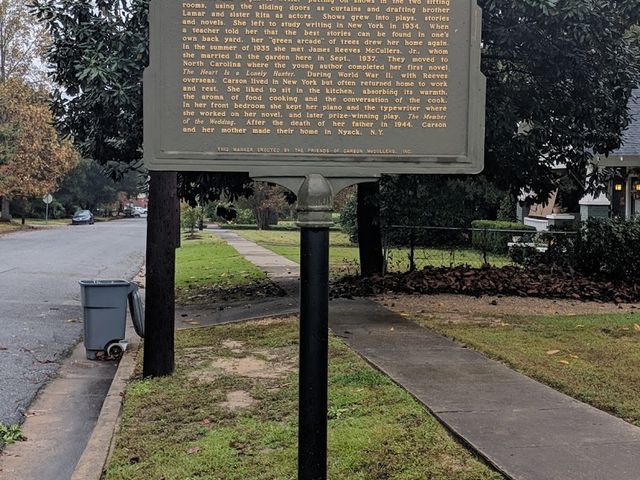 putting on shows in the two sitting
rooms, using the sliding doors as curtains and drafting brother
Lamar and sister Rita as actors. Shows grew into plays, stories
and novels. She left to study writing in New York in 1934. When
a teacher told her that the best stories can be found in one's
own back yard, her "green arcade" of trees drew her home again.
In the summer of 1935 she met James Reeves McCullers, Jr., whom
she married in the garden here in Sept., 1937. They moved to
North Carolina where the young author completed her first novel
The Heart Is a Lonely Hunter. During World War II, with Reeves
overseas, Carson lived in New York but often returned home to work
and rest. She liked to sit in the kitchen, absorbing its warmth,
the aroma of food cooking and the conversation of the cook.
In her front bedroom she kept her piano and the typewriter where
she worked on her novel, and later prize-winning play, The Member
of the Wedding. After the death of her father in 1944, Carson
and her mother made their home in Nyack, N.Y.
THIS MARKER ERECTED BY THE FRIENDS OF CARSON McCULLERS, INC.